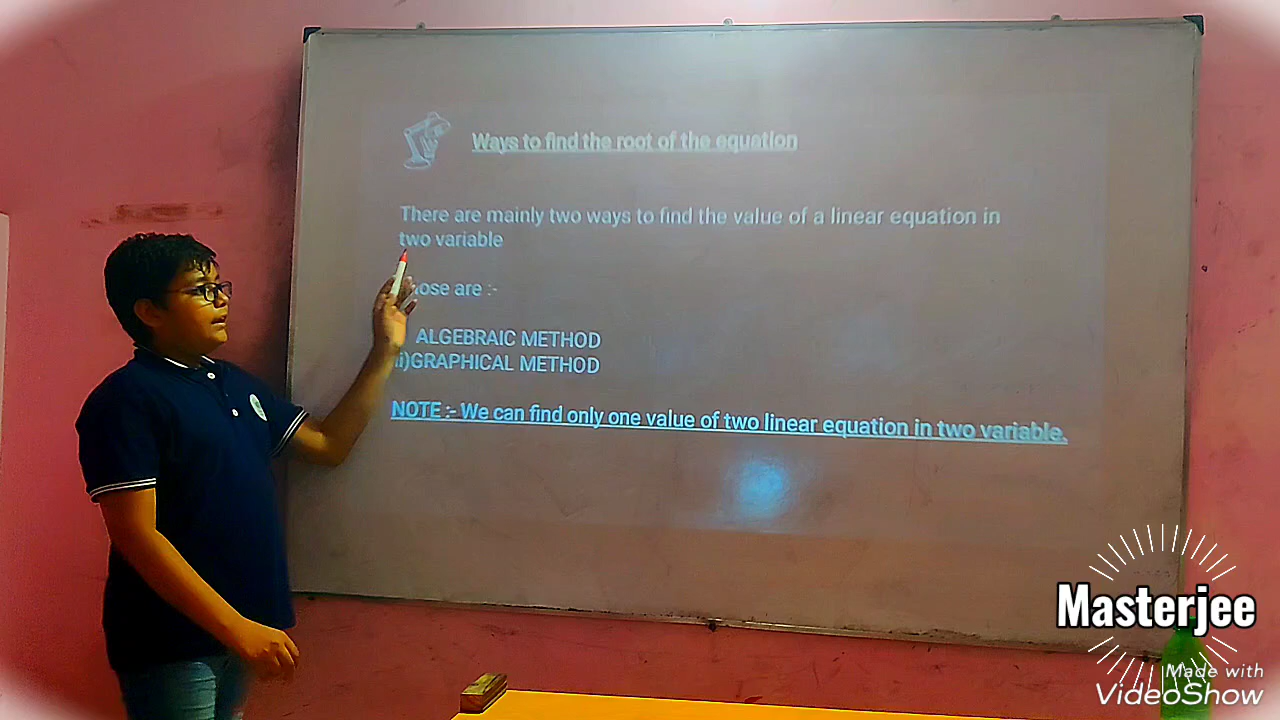 Ways to find the root of the equation
There are mainly two ways to find the value of a linear equation in
two variable
ose are :-
ALGEBRAIC METHOD
ii)GRAPHICAL METHOD
NOTE :- We can find only one value of two linear equation in two variable.
Masterjee
Made with
VideoShow